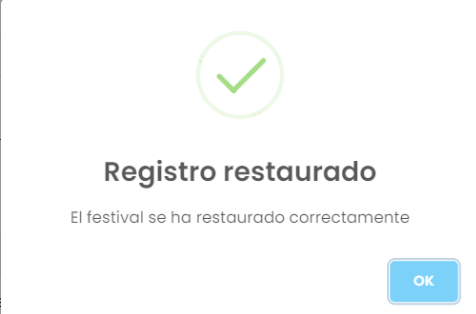 Registro restaurado
El festival se ha restaurado correctamente
OK